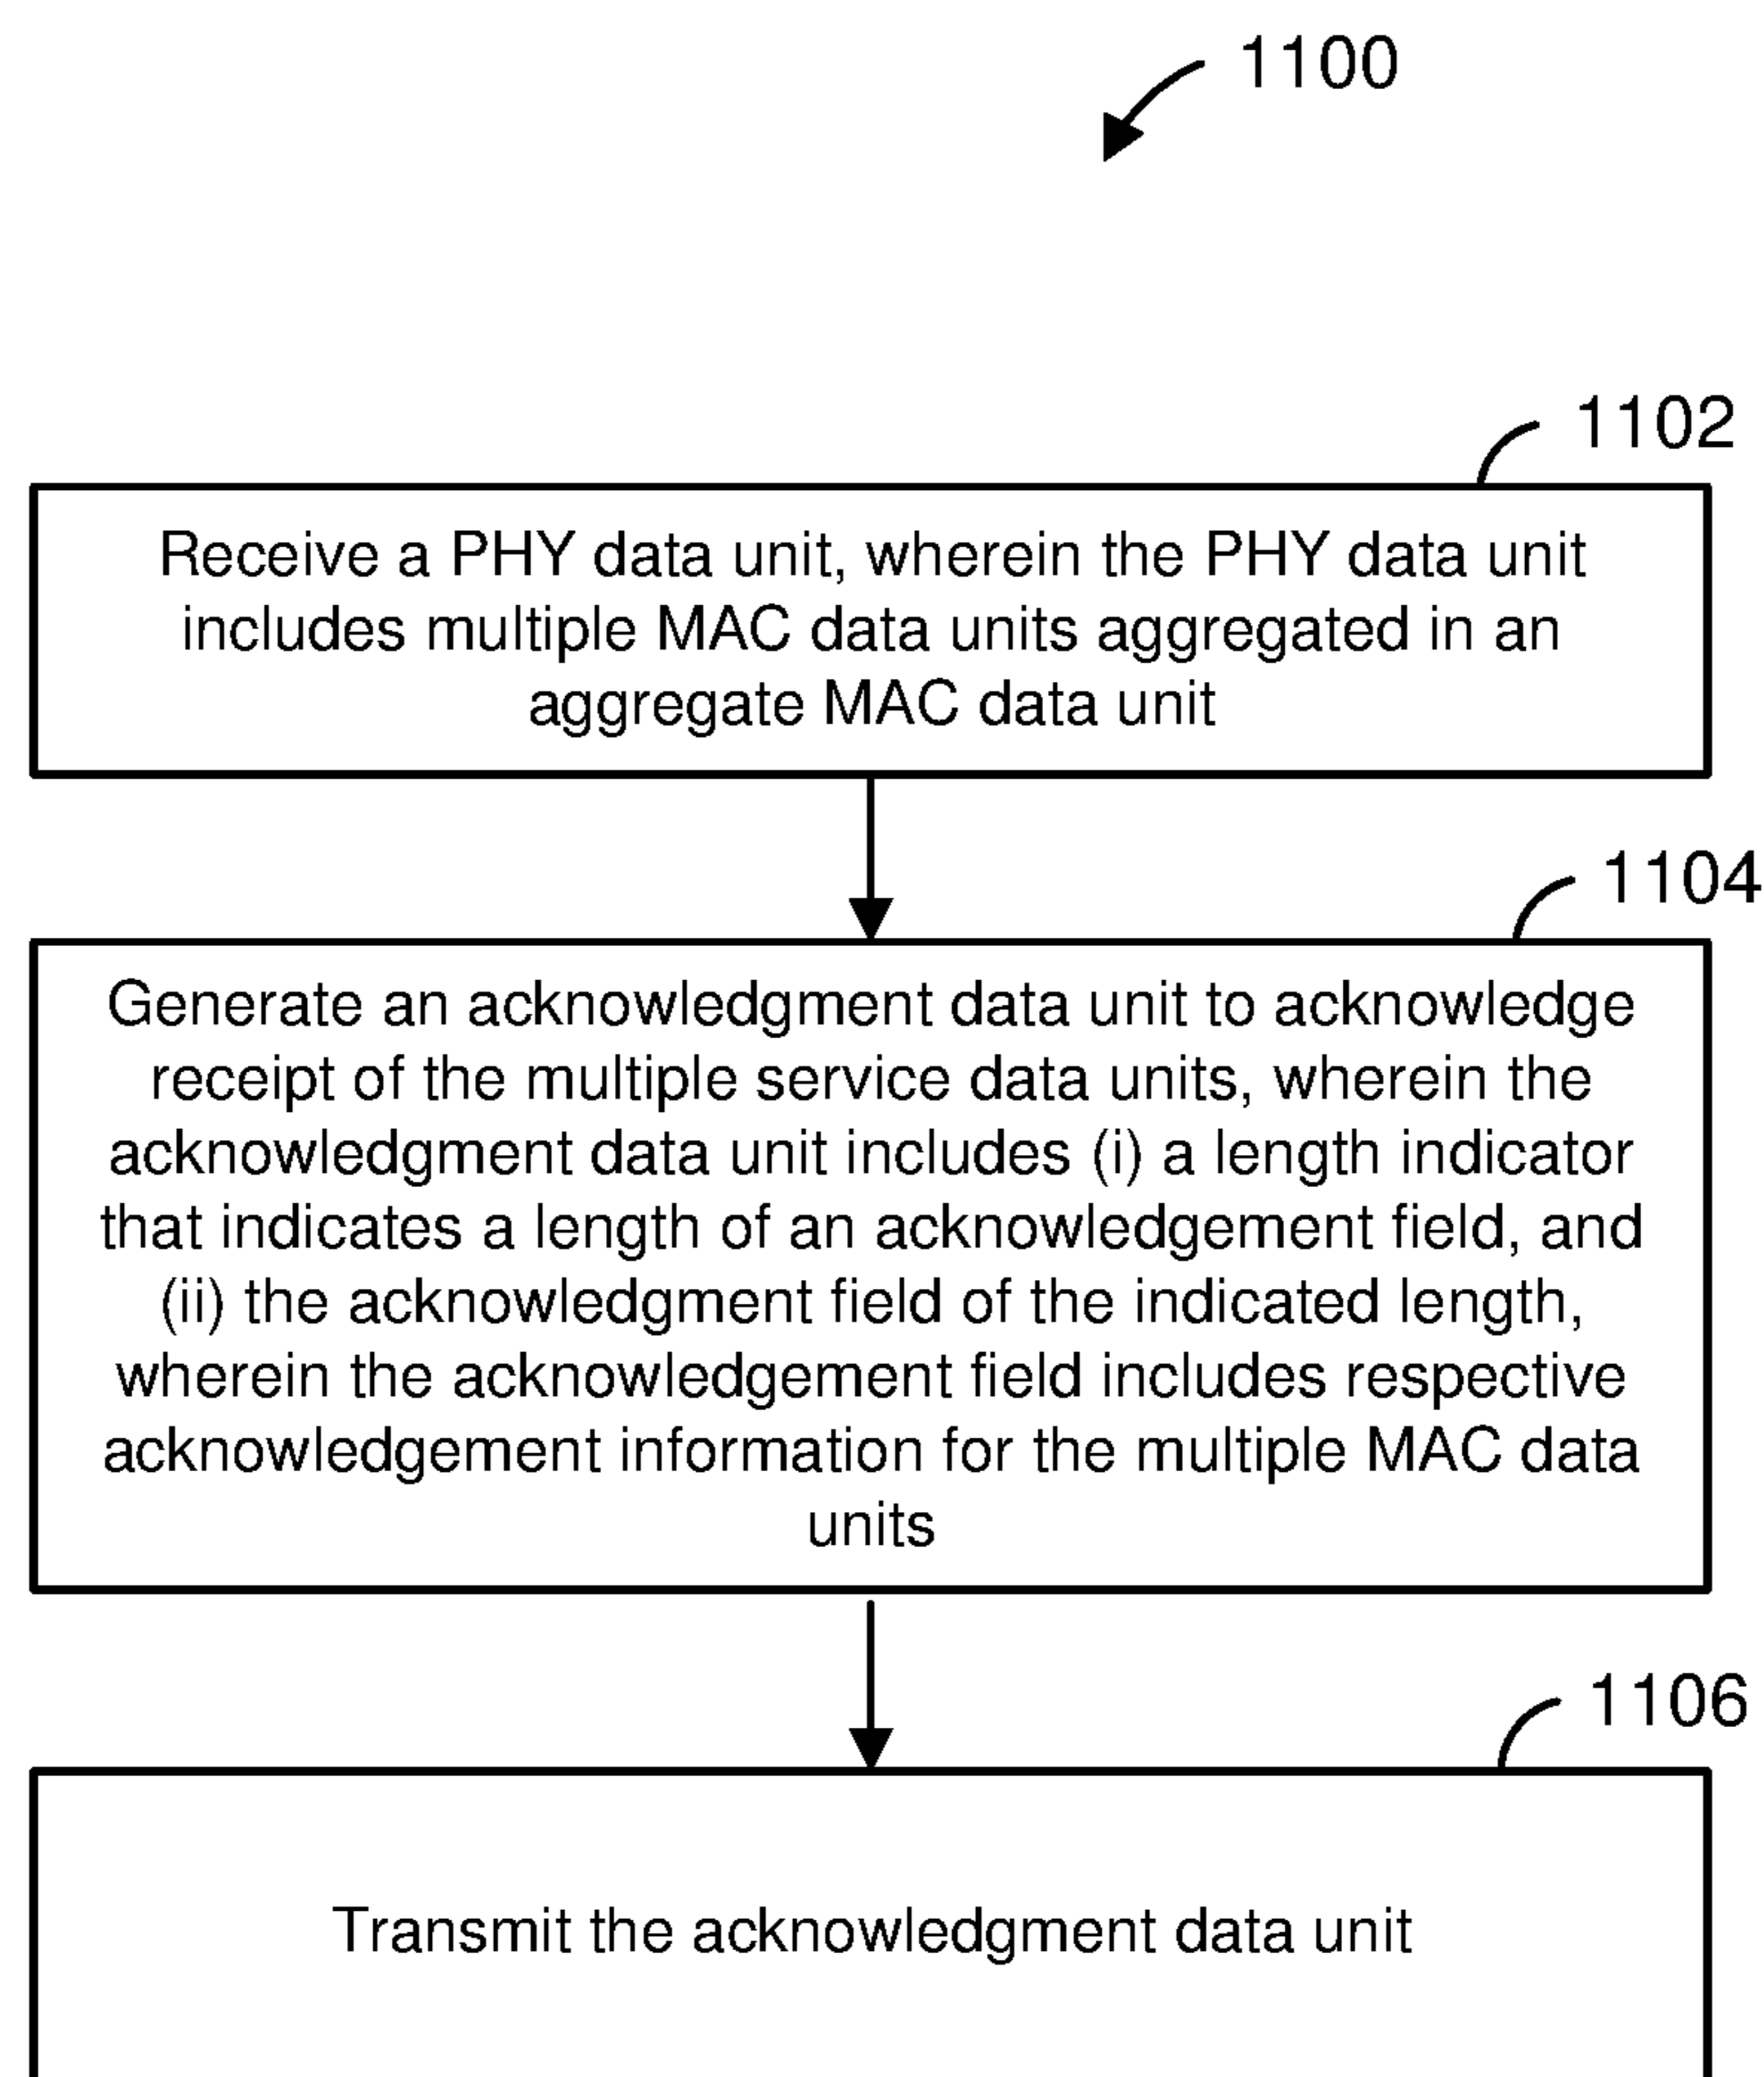 1100
1102
Receive a PHY data unit, wherein the PHY data unit
includes multiple MAC data units aggregated in an
aggregate MAC data unit
1104
Generate an acknowledgment data unit to acknowledge
receipt of the multiple service data units, wherein the
acknowledgment data unit includes (i) a length indicator
that indicates a length of an acknowledgement field, and
(ii) the acknowledgment field of the indicated length,
wherein the acknowledgement field includes respective
acknowledgement information for the multiple MAC data
units
1106
Transmit the acknowledgment data unit